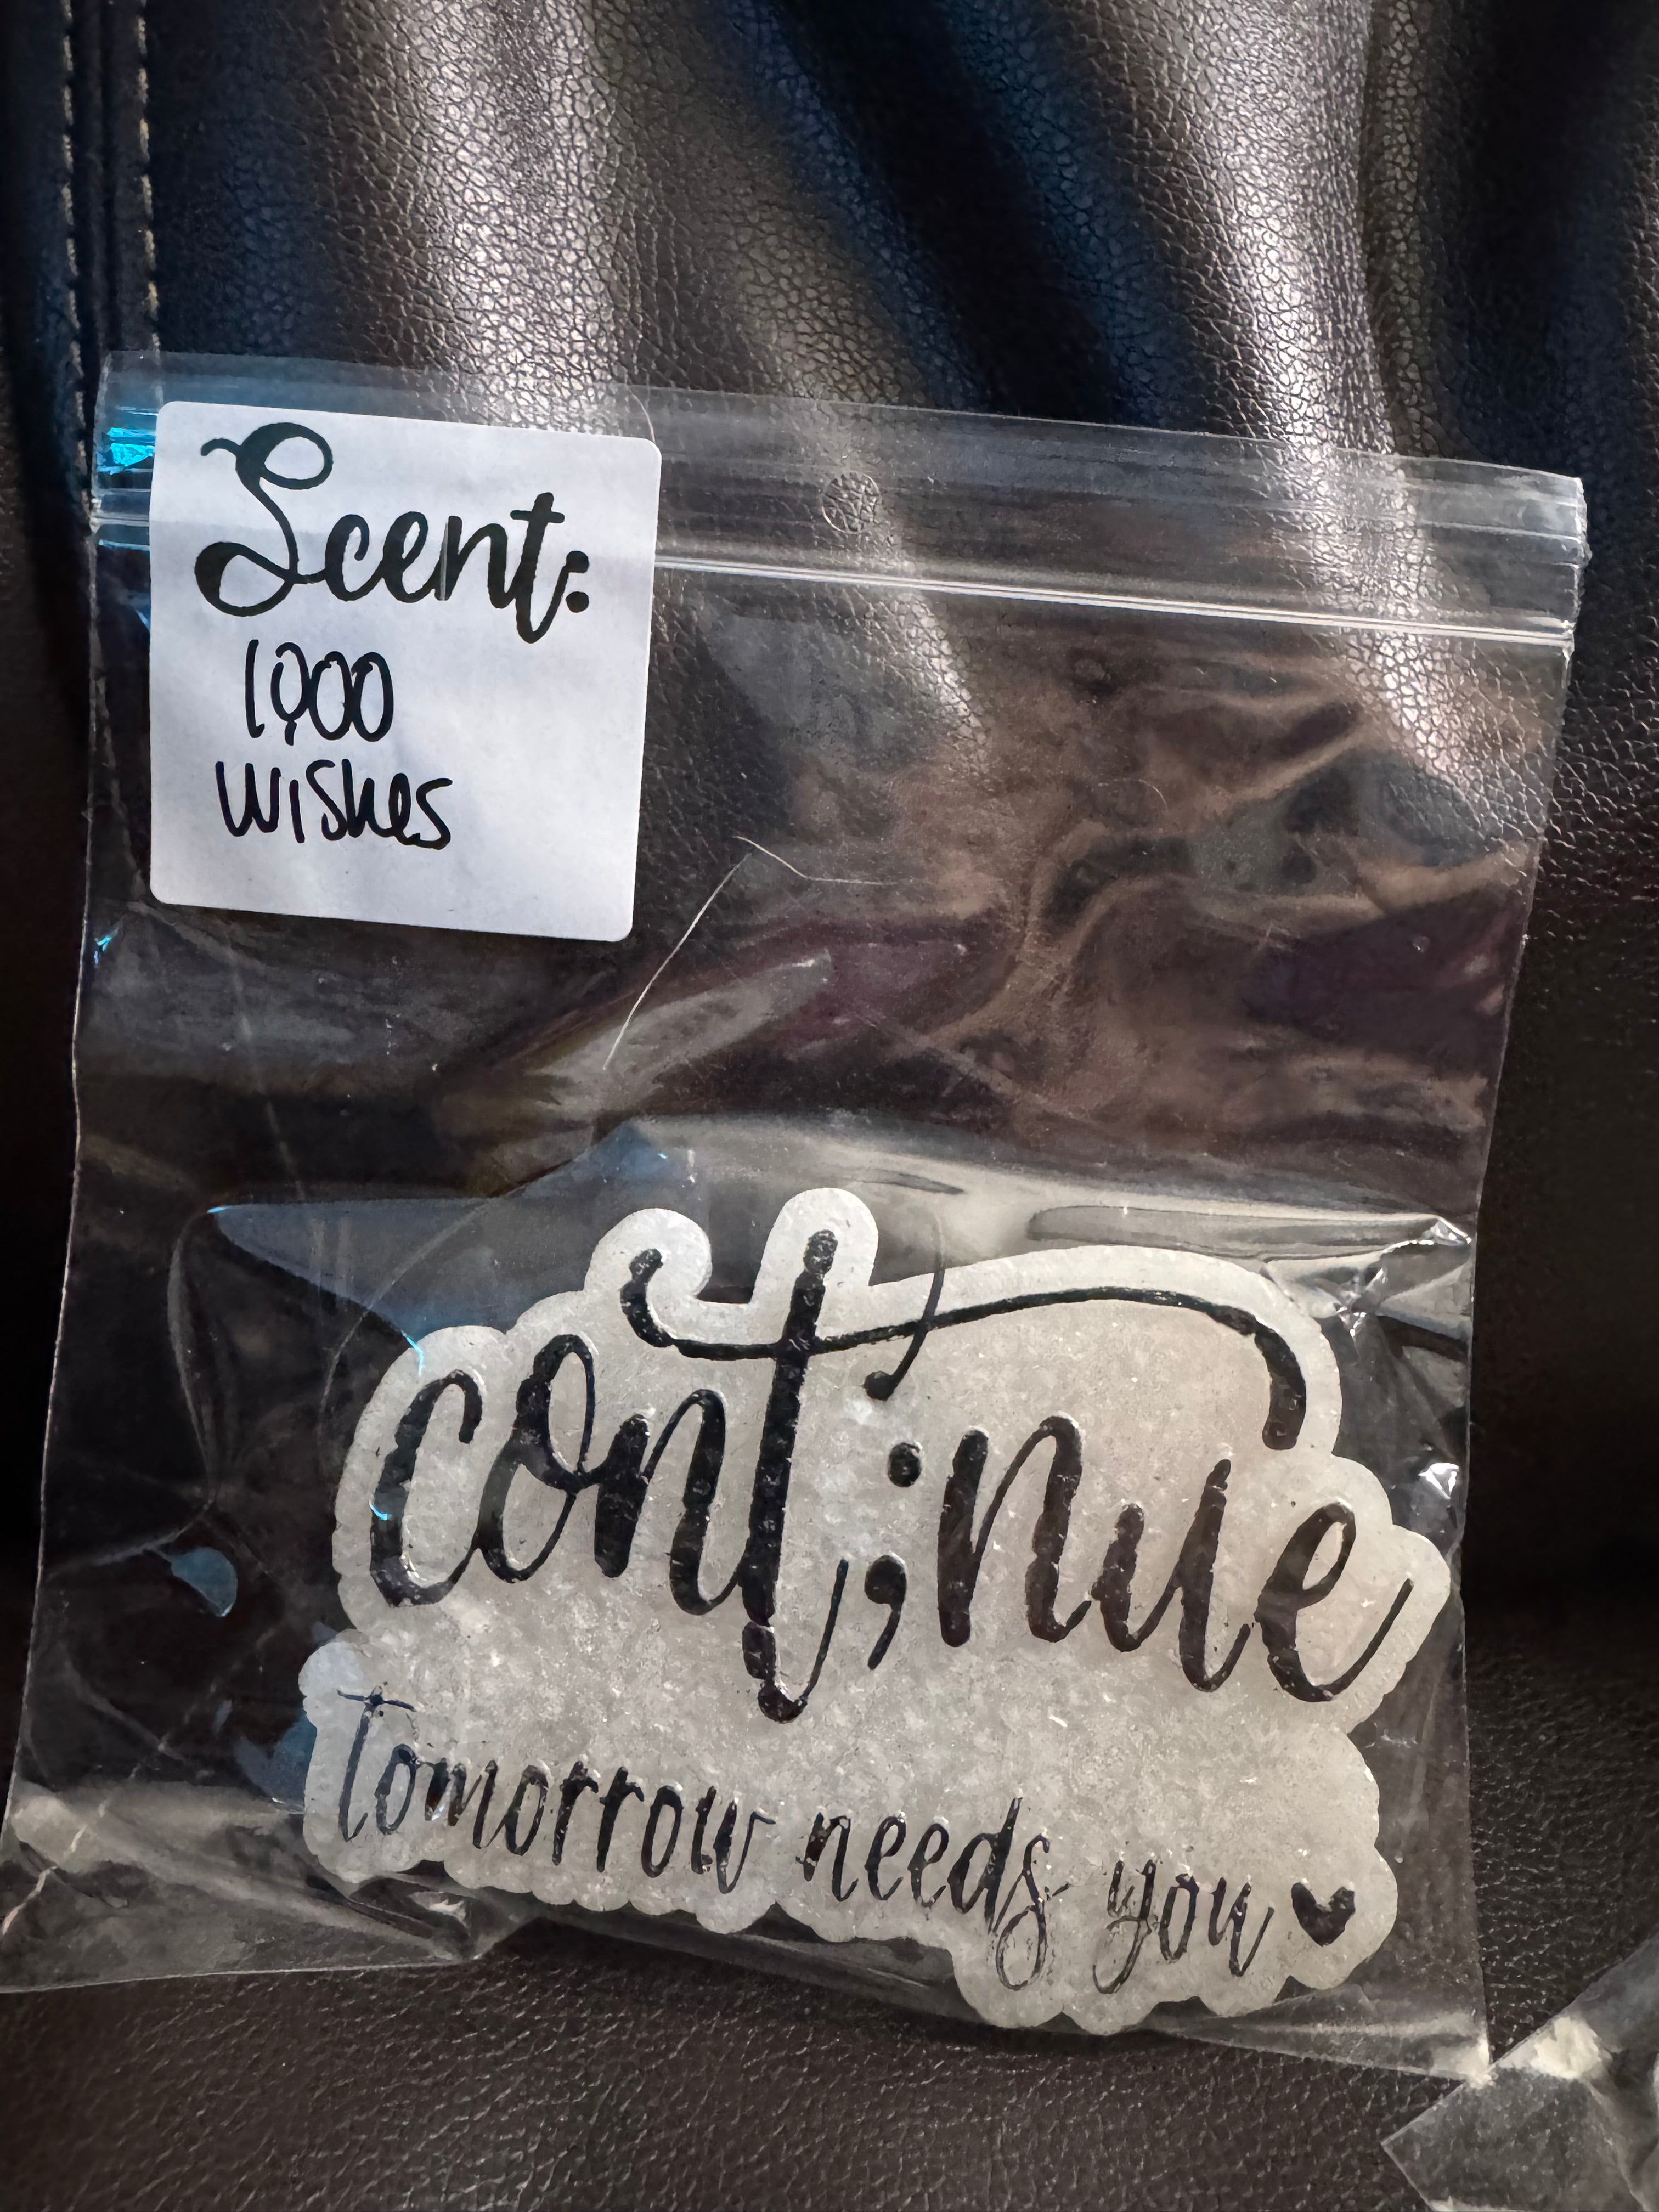 Scent:
1,000
wishes
cont;nue
tomorrow needs you